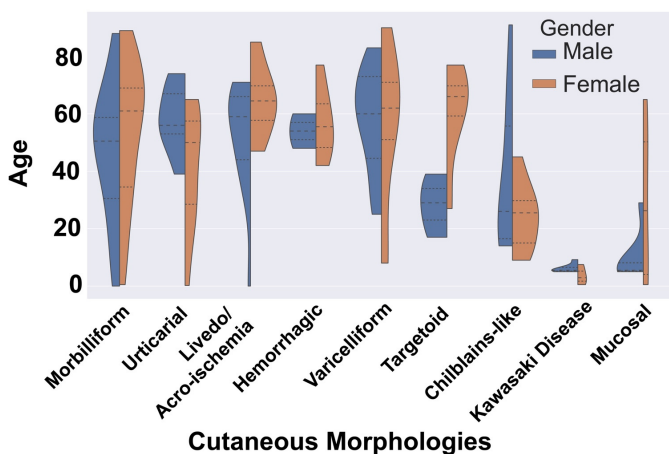 Gender
Male
Female
80
60
40
20
0
Age
Morbilliform
Urticarial
Livedo/
Acro-ischemia
Hemorrhagic
Varicelliform
Targetoid
Chilblains-like
Kawasaki Disease
Mucosal
Cutaneous Morphologies